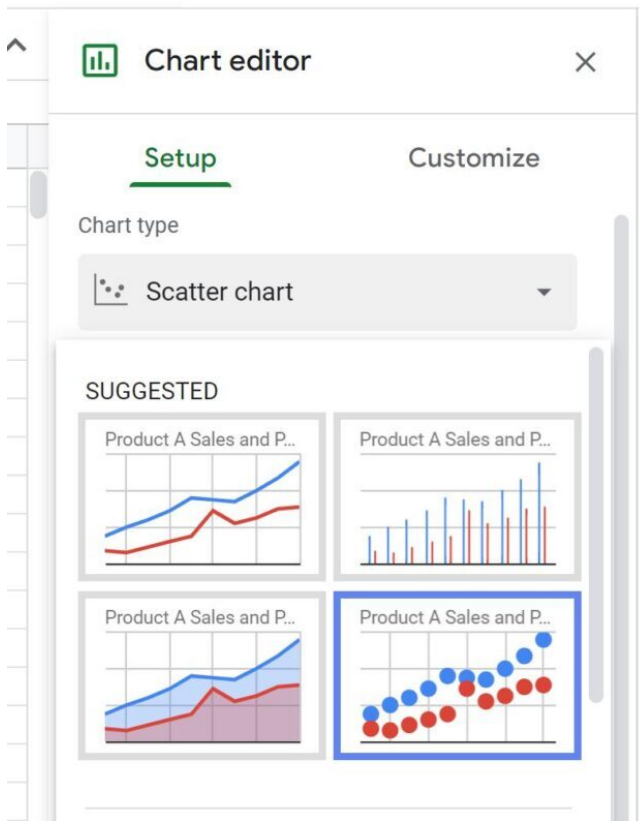 Chart editor
Setup
Customize
Chart type
Scatter chart
SUGGESTED
Product A Sales and P...
Product A Sales and P...
Product A Sales and P...
Product A Sales and P...